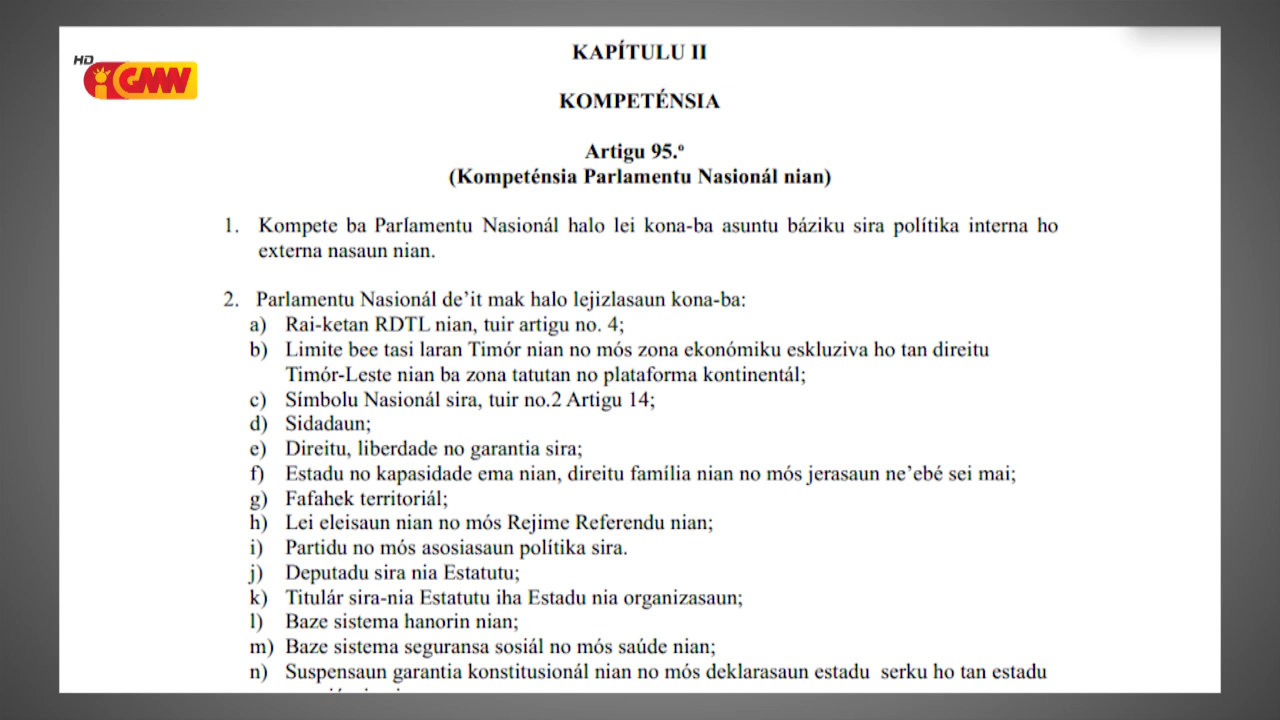 HD
GMN
KAPÍTULU II
KOMPETÉNSIA
Artigu 95.º
(Kompeténsia Parlamentu Nasionál nian)
1. Kompete ba Parlamentu Nasionál halo lei kona-ba asuntu báziku sira polítika interna ho
externa nasaun nian.
2. Parlamentu Nasionál de’it mak halo lejizlasaun kona-ba:
a) Rai-ketan RDTL nian, tuir artigu no. 4;
b) Limite bee tasi laran Timór nian no mós zona ekonómiku eskluziva ho tan direitu
Timór-Leste nian ba zona tatutan no plataforma kontinentál;
c) Símbolu Nasionál sira, tuir no.2 Artigu 14;
d) Sidadaun;
e) Direitu, liberdade no garantia sira;
f) Estadu no kapasidade ema nian, direitu família nian no mós jerasaun ne’ebé sei mai;
g) Fafahek territoriál;
h) Lei eleisaun nian no mós Rejime Referendu nian;
i) Partidu no mós asosiasaun polítika sira.
j) Deputadu sira nia Estatutu;
k) Titulár sira-nia Estatutu iha Estadu nia organizasaun;
l) Baze sistema hanorin nian;
m) Baze sistema seguransa sosiál no mós saúde nian;
n) Suspensaun garantia konstitusionál nian no mós deklarasaun estadu serku ho tan estadu